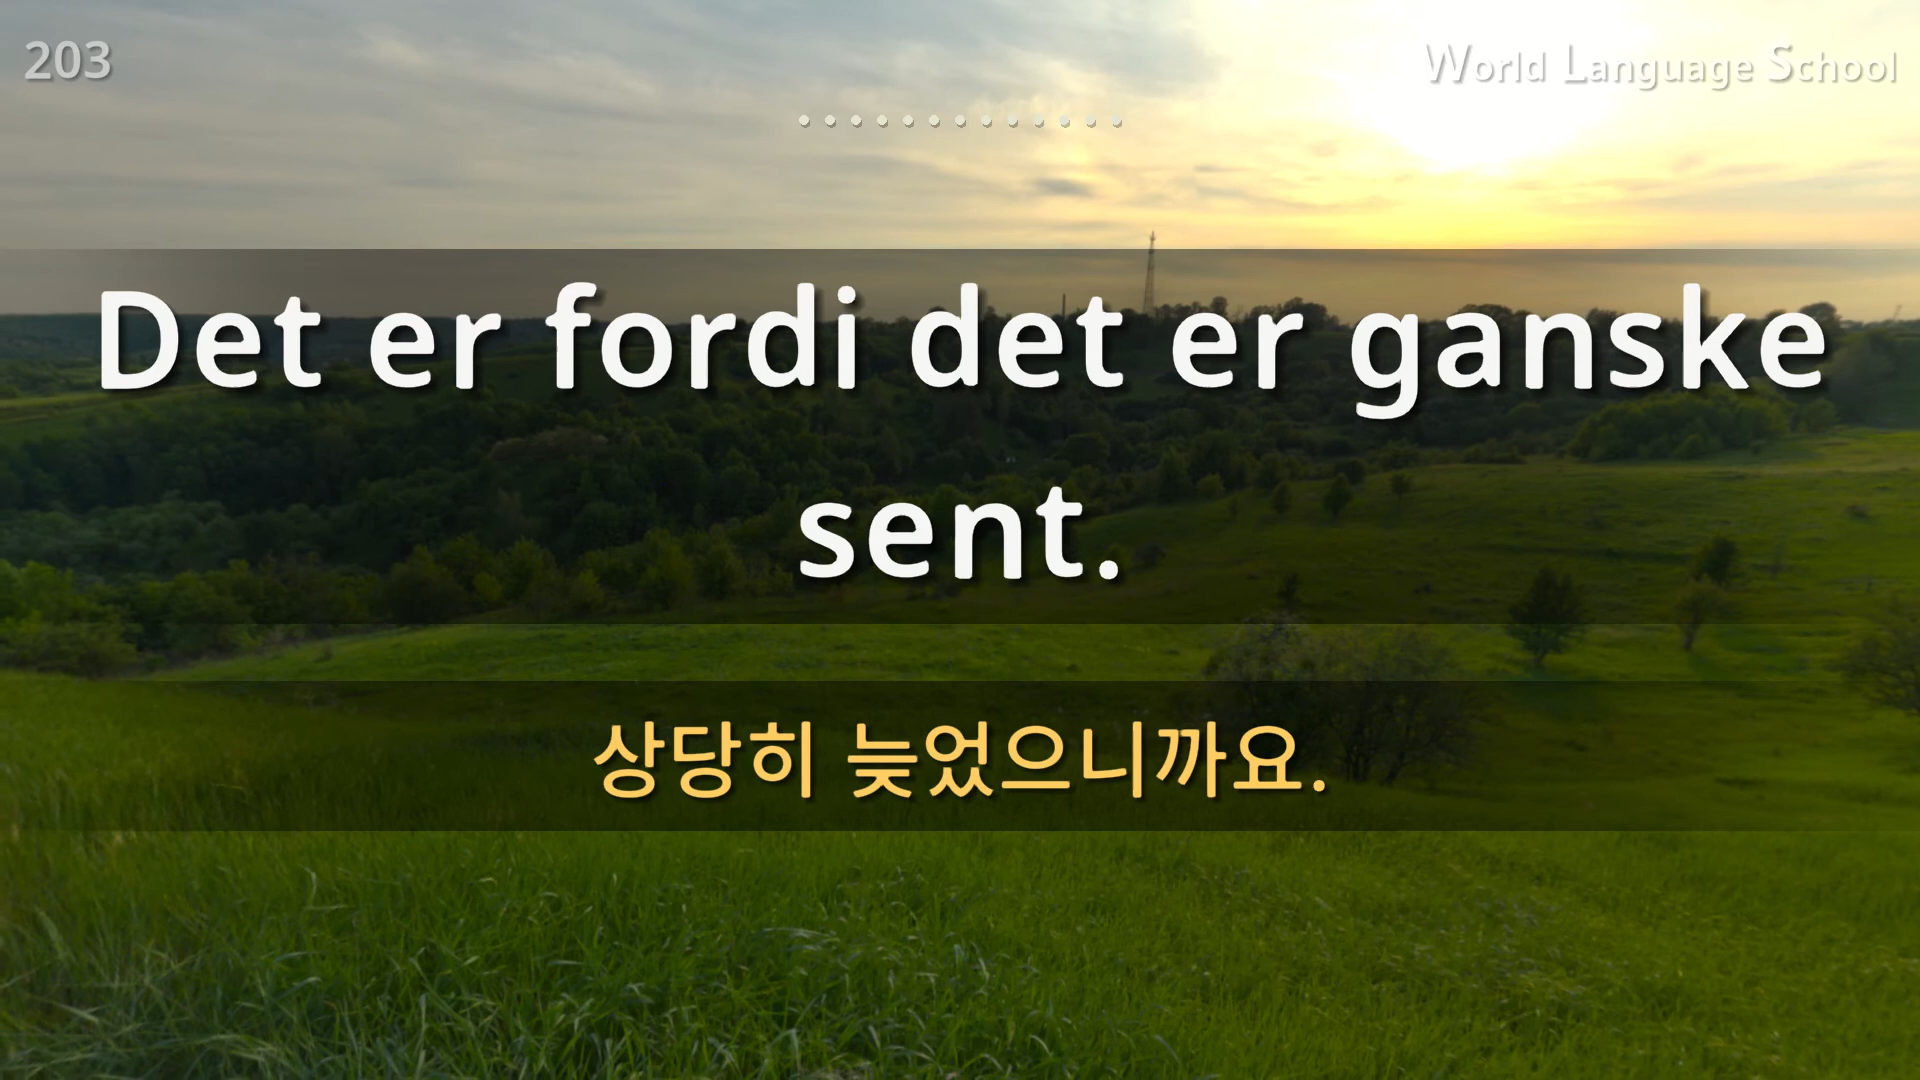 203
World Language School
Det er fordi det er ganske
sent.
상당히 늦었으니까요.